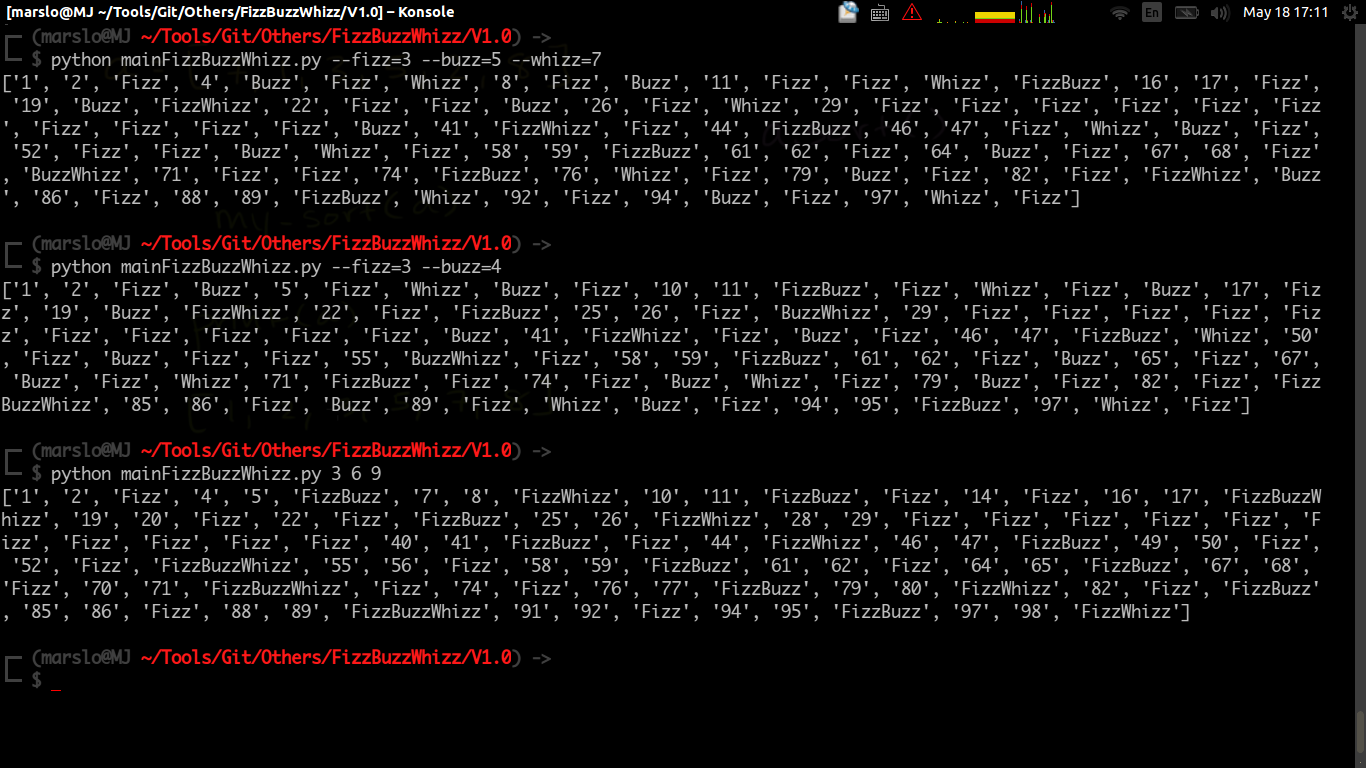 [marslo@MJ ~/Tools/Git/Others/FizzBuzzWhizz/V1.0] – Konsole
En
May 18 17:11
(marslo@MJ ~/Tools/Git/Others/FizzBuzzWhizz/V1.0) ->
$ python mainFizzBuzzWhizz.py --fizz=3 --buzz=5 --whizz=7
['1', '2', 'Fizz', '4', 'Buzz', 'Fizz', 'Whizz', '8', 'Fizz', 'Buzz', '11', 'Fizz', 'Fizz', 'Whizz', 'FizzBuzz', '16', '17', 'Fizz',
'19', 'Buzz', 'FizzWhizz', '22', 'Fizz', 'Fizz', 'Buzz', '26', 'Fizz', 'Whizz', '29', 'Fizz', 'Fizz', 'Fizz', 'Fizz', 'Fizz', 'Fizz'
, 'Fizz', 'Fizz', 'Fizz', 'Fizz', 'Buzz', '41', 'FizzWhizz', 'Fizz', '44', 'FizzBuzz', '46', '47', 'Fizz', 'Whizz', 'Buzz', 'Fizz',
'52', 'Fizz', 'Fizz', 'Buzz', 'Whizz', 'Fizz', '58', '59', 'FizzBuzz', '61', '62', 'Fizz', '64', 'Buzz', 'Fizz', '67', '68', 'Fizz'
, 'BuzzWhizz', '71', 'Fizz', 'Fizz', '74', 'FizzBuzz', '76', 'Whizz', 'Fizz', '79', 'Buzz', 'Fizz', '82', 'Fizz', 'FizzWhizz', 'Buzz'
, '86', 'Fizz', '88', '89', 'FizzBuzz', 'Whizz', '92', 'Fizz', '94', 'Buzz', 'Fizz', '97', 'Whizz', 'Fizz']
(marslo@MJ ~/Tools/Git/Others/FizzBuzzWhizz/V1.0) ->
$ python mainFizzBuzzWhizz.py --fizz=3 --buzz=4
['1', '2', 'Fizz', 'Buzz', '5', 'Fizz', 'Whizz', 'Buzz', 'Fizz', '10', '11', 'FizzBuzz', 'Fizz', 'Whizz', 'Fizz', 'Buzz', '17', 'Fiz
z', '19', 'Buzz', 'FizzWhizz', '22', 'Fizz', 'FizzBuzz', '25', '26', 'Fizz', 'BuzzWhizz', '29', 'Fizz', 'Fizz', 'Fizz', 'Fizz', 'Fiz
z', 'Fizz', 'Fizz', 'Fizz', 'Fizz', 'Fizz', 'Buzz', '41', 'FizzWhizz', 'Fizz', 'Buzz', 'Fizz', '46', '47', 'FizzBuzz', 'Whizz', '50'
, 'Fizz', 'Buzz', 'Fizz', 'Fizz', '55', 'BuzzWhizz', 'Fizz', '58', '59', 'FizzBuzz', '61', '62', 'Fizz', 'Buzz', '65', 'Fizz', '67',
'Buzz', 'Fizz', 'Whizz', '71', 'FizzBuzz', 'Fizz', '74', 'Fizz', 'Buzz', 'Whizz', 'Fizz', '79', 'Buzz', 'Fizz', '82', 'Fizz', 'Fizz
BuzzWhizz', '85', '86', 'Fizz', 'Buzz', '89', 'Fizz', 'Whizz', 'Buzz', 'Fizz', '94', '95', 'FizzBuzz', '97', 'Whizz', 'Fizz']
(marslo@MJ ~/Tools/Git/Others/FizzBuzzWhizz/V1.0) ->
$ python mainFizzBuzzWhizz.py 3 6 9
['1', '2', 'Fizz', '4', '5', 'FizzBuzz', '7', '8', 'FizzWhizz', '10', '11', 'FizzBuzz', 'Fizz', '14', 'Fizz', '16', '17', 'FizzBuzzW
hizz', '19', '20', 'Fizz', '22', 'Fizz', 'FizzBuzz', '25', '26', 'FizzWhizz', '28', '29', 'Fizz', 'Fizz', 'Fizz', 'Fizz', 'Fizz', 'F
izz', 'Fizz', 'Fizz', 'Fizz', 'Fizz', '40', '41', 'FizzBuzz', 'Fizz', '44', 'FizzWhizz', '46', '47', 'FizzBuzz', '49', '50', 'Fizz',
'52', 'Fizz', 'FizzBuzzWhizz', '55', '56', 'Fizz', '58', '59', 'FizzBuzz', '61', '62', 'Fizz', '64', '65', 'FizzBuzz', '67', '68',
'Fizz', '70', '71', 'FizzBuzzWhizz', 'Fizz', '74', 'Fizz', '76', '77', 'FizzBuzz', '79', '80', 'FizzWhizz', '82', 'Fizz', 'FizzBuzz'
, '85', '86', 'Fizz', '88', '89', 'FizzBuzzWhizz', '91', '92', 'Fizz', '94', '95', 'FizzBuzz', '97', '98', 'FizzWhizz']
(marslo@MJ ~/Tools/Git/Others/FizzBuzzWhizz/V1.0) ->
$ _